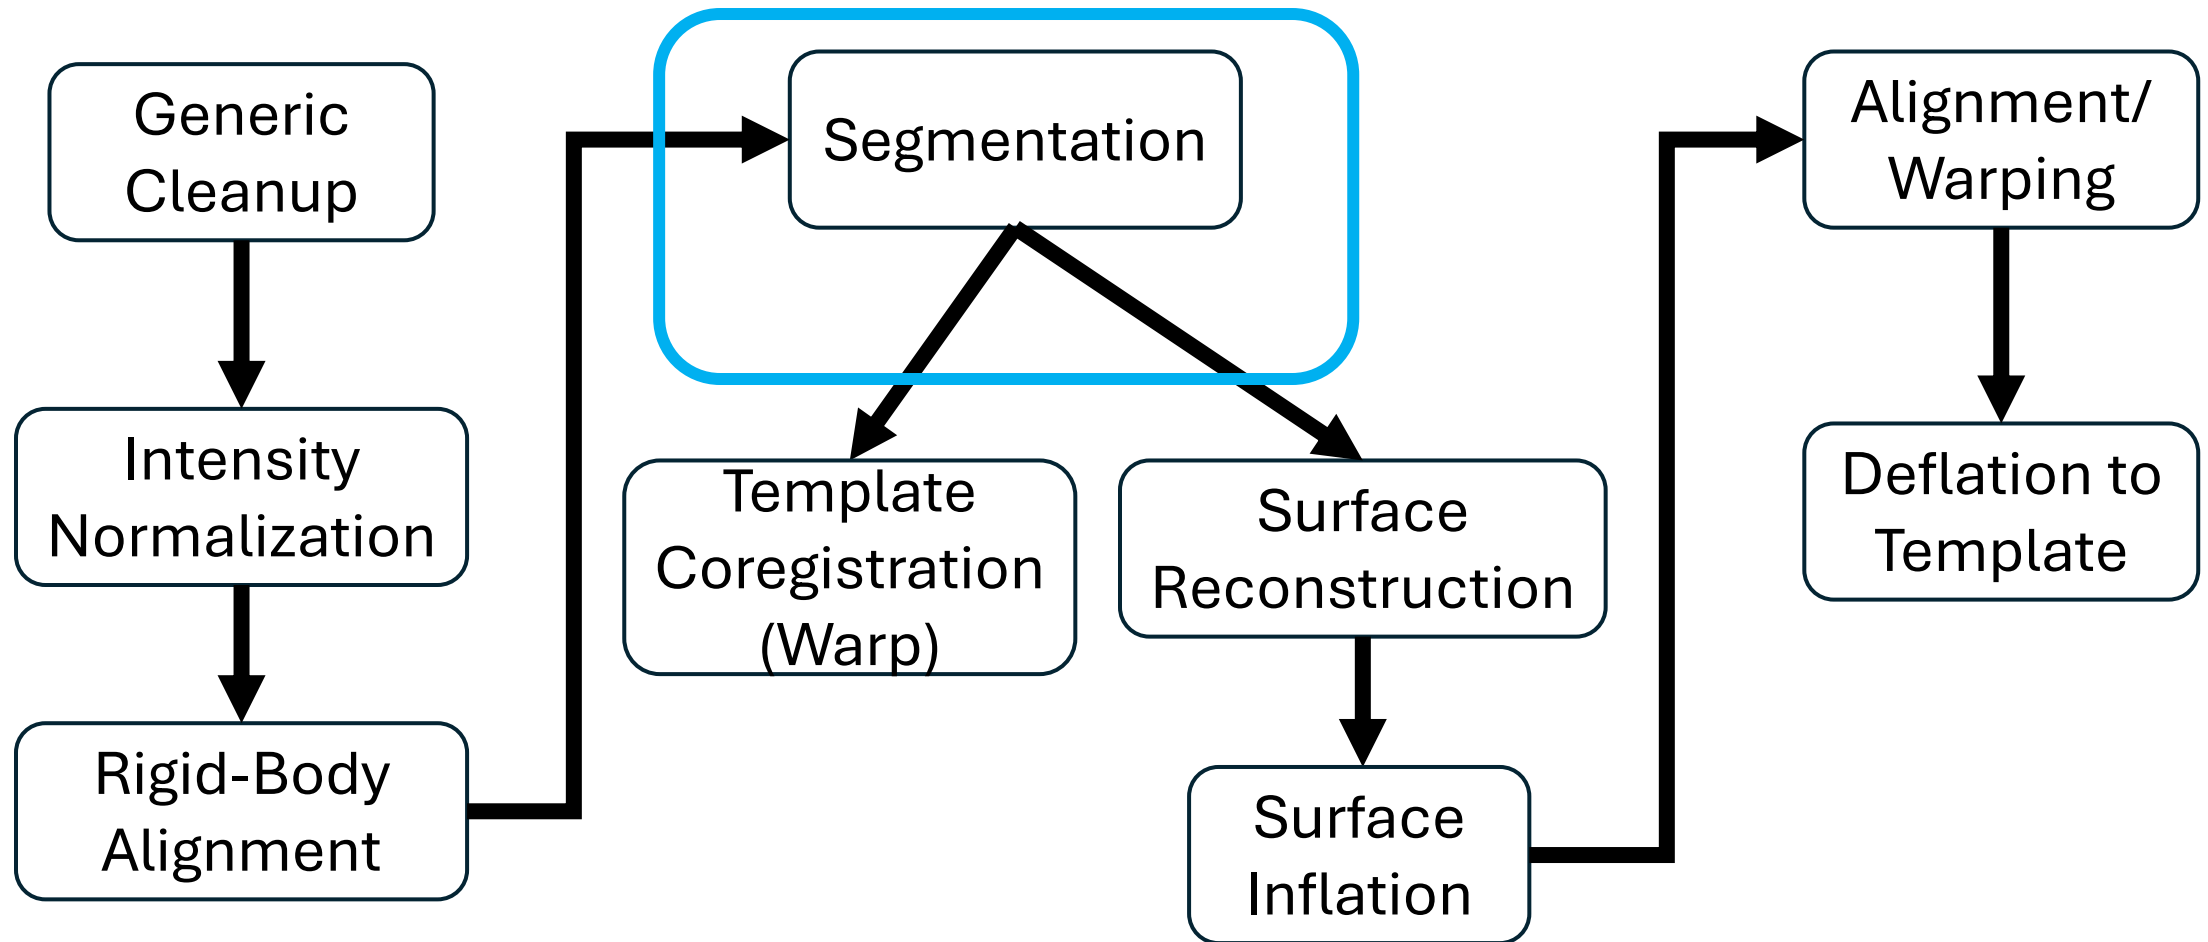 Generic
Cleanup
Intensity
Normalization
Rigid-Body
Alignment
Segmentation
Template
Coregistration
(Warp)
Surface
Reconstruction
Surface
Inflation
Alignment/
Warping
Deflation to
Template